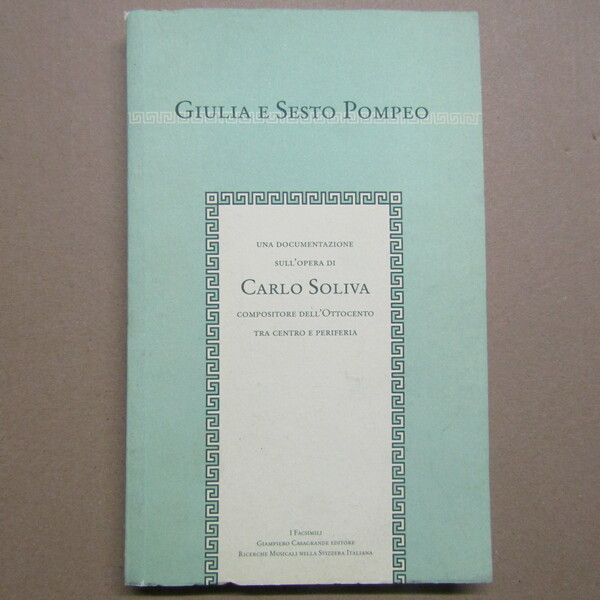 Giulia e Sesto Pompeo
una documentazione
sull'opera di
Carlo Soliva
compositore dell'Ottocento
tra centro e periferia
I Facsimili
Giampiero Casagrande editore
Ricerche Musicali nella Svizzera Italiana